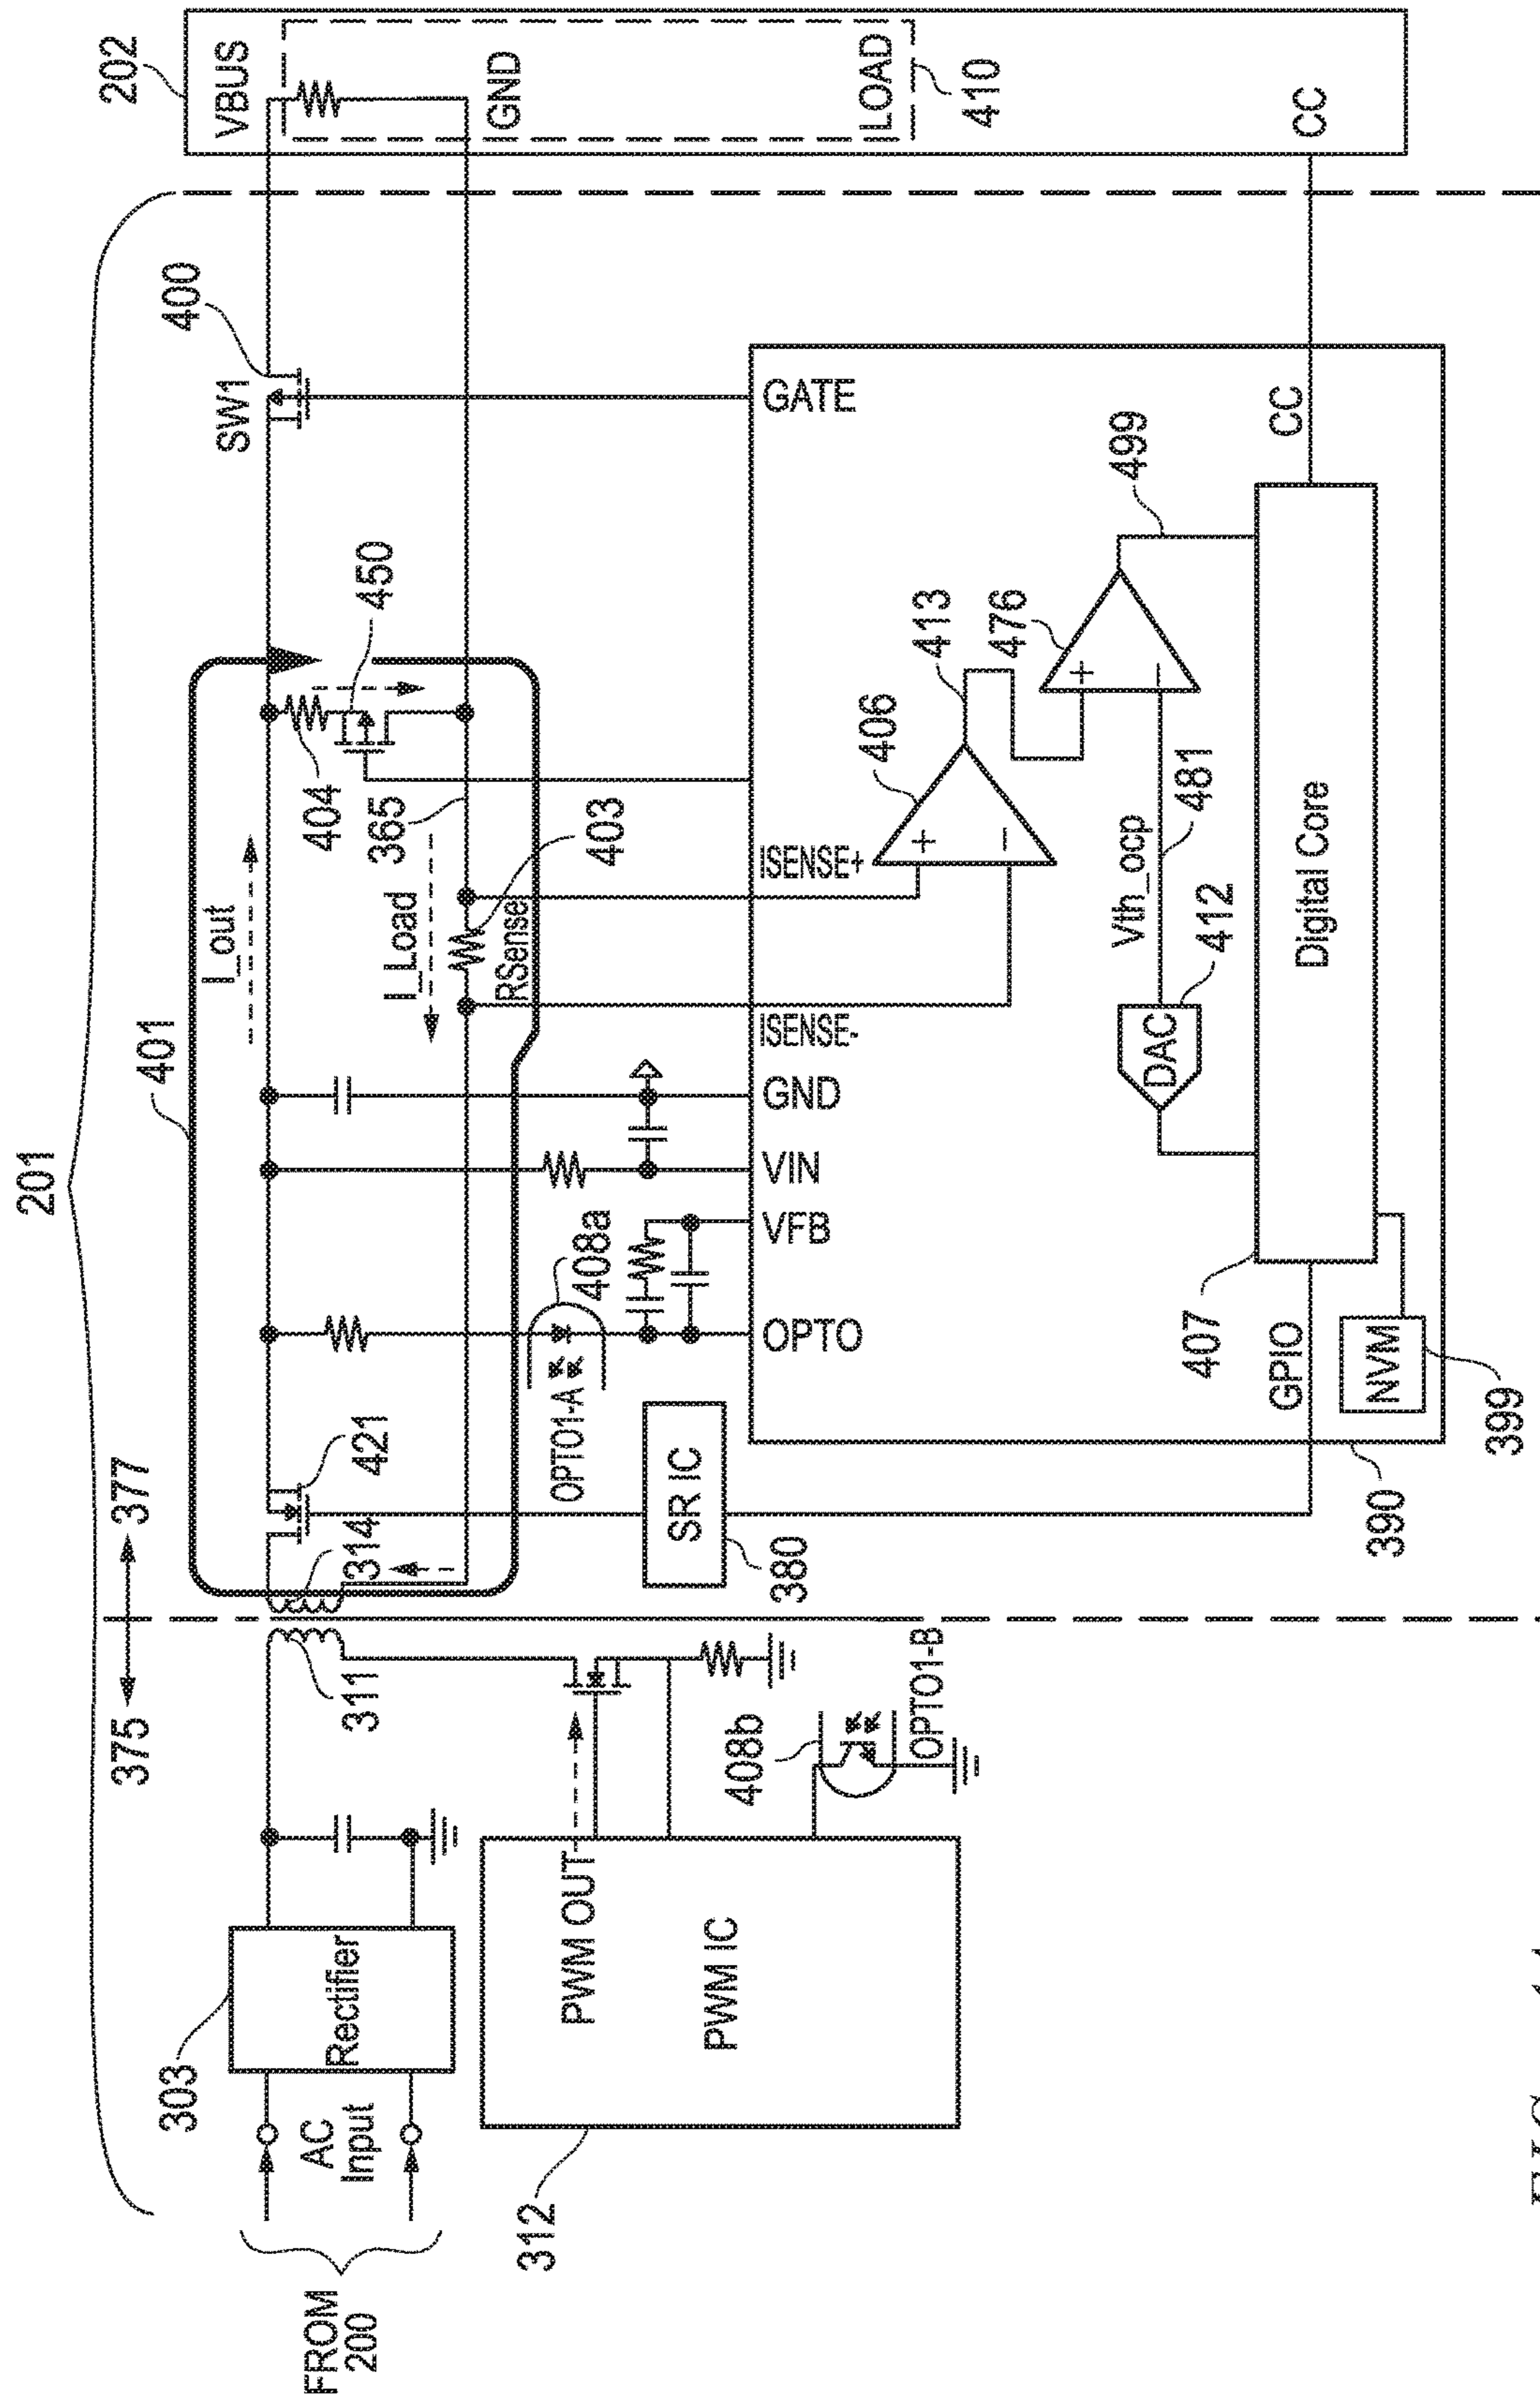 201
375
377
FROM
200
AC
Input
303
Rectifier
312
PWM OUT
PWM IC
311
314
408b
OPTO1-B
401
421
I_out
I_Load
RSense
403
365
404
450
SW1
400
202
VBUS
GND
LOAD
410
CC
OPTO1-A
408a
SR IC
380
OPTO
VFB
VIN
GND
ISENSE-
ISENSE+
GATE
406
413
476
499
Vth_ocp
481
DAC
412
Digital Core
407
GPIO
CC
NVM
399
390